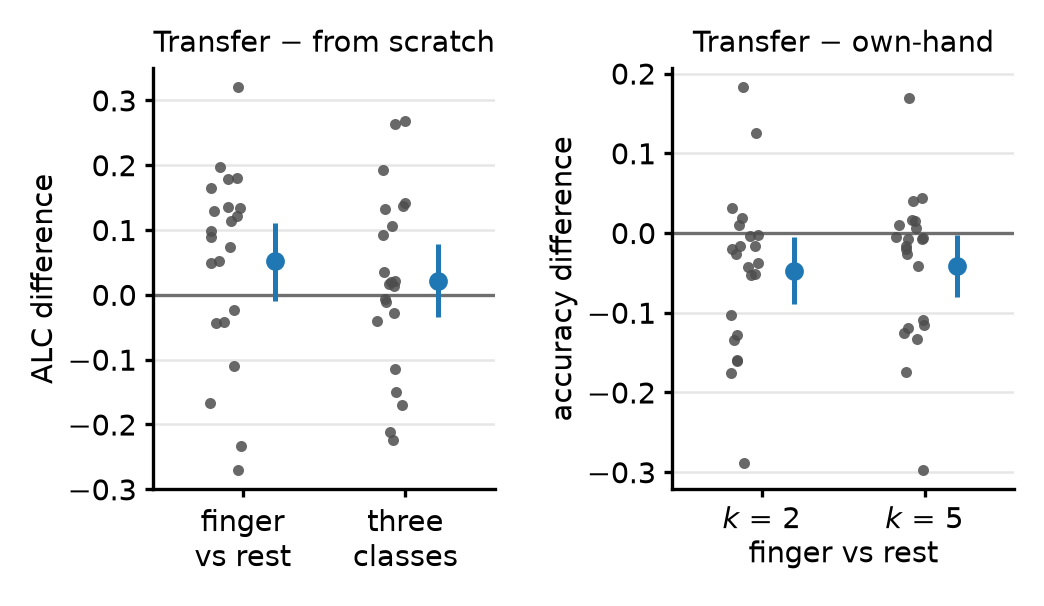 Transfer − from scratch
ALC difference
0.3
0.2
0.1
0.0
−0.1
−0.2
−0.3
finger
vs rest
three
classes
Transfer − own-hand
accuracy difference
0.2
0.1
0.0
−0.1
−0.2
−0.3
k = 2
k = 5
finger vs rest